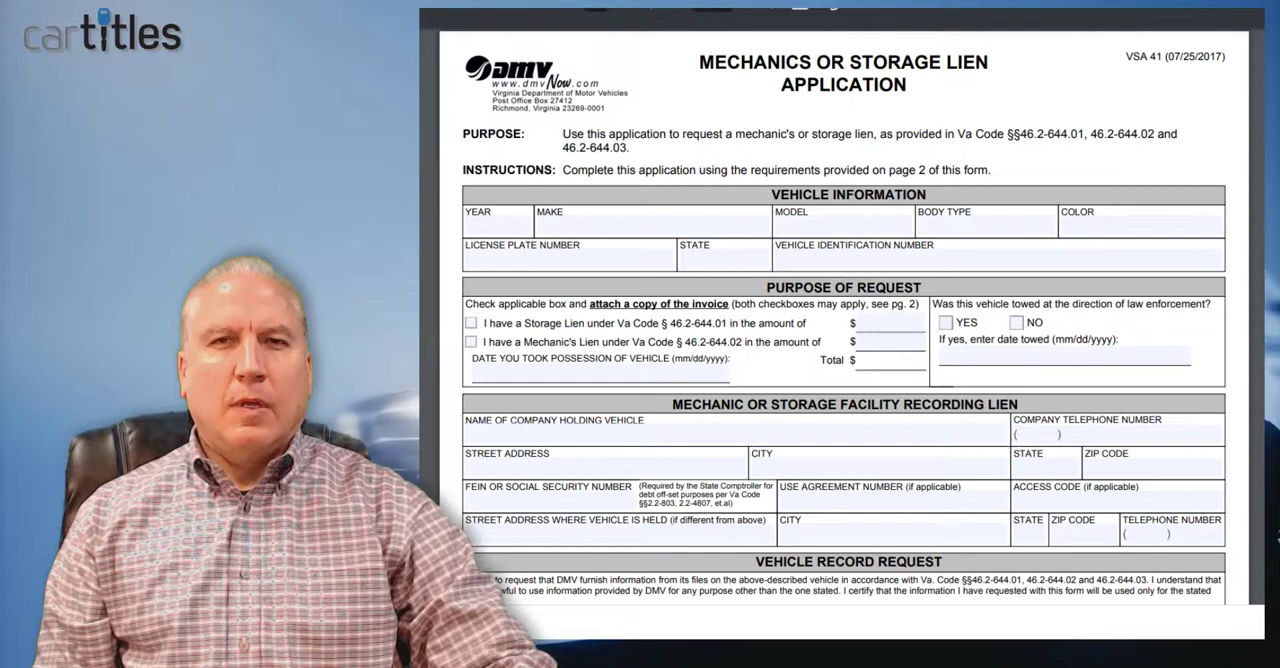 cartitles
DMV
www.dmvNow.com
Virginia Department of Motor Vehicles
Post Office Box 27412
Richmond, Virginia 23269-0001
MECHANICS OR STORAGE LIEN
APPLICATION
VSA 41 (07/25/2017)
PURPOSE: Use this application to request a mechanic's or storage lien, as provided in Va Code §§46.2-644.01, 46.2-644.02 and
46.2-644.03.
INSTRUCTIONS: Complete this application using the requirements provided on page 2 of this form.
VEHICLE INFORMATION
YEAR MAKE MODEL BODY TYPE COLOR
LICENSE PLATE NUMBER STATE VEHICLE IDENTIFICATION NUMBER
PURPOSE OF REQUEST
Check applicable box and attach a copy of the invoice (both checkboxes may apply, see pg. 2)
I have a Storage Lien under Va Code § 46.2-644.01 in the amount of $
I have a Mechanic's Lien under Va Code § 46.2-644.02 in the amount of $
DATE YOU TOOK POSSESSION OF VEHICLE (mm/dd/yyyy): Total $
Was this vehicle towed at the direction of law enforcement?
YES NO
If yes, enter date towed (mm/dd/yyyy):
MECHANIC OR STORAGE FACILITY RECORDING LIEN
NAME OF COMPANY HOLDING VEHICLE COMPANY TELEPHONE NUMBER
( )
STREET ADDRESS CITY STATE ZIP CODE
FEIN OR SOCIAL SECURITY NUMBER (Required by the State Comptroller for
debt off-set purposes per Va Code
§§2.2-803, 2.2-4807, et.al)
USE AGREEMENT NUMBER (if applicable) ACCESS CODE (if applicable)
STREET ADDRESS WHERE VEHICLE IS HELD (if different from above) CITY STATE ZIP CODE TELEPHONE NUMBER
( )
VEHICLE RECORD REQUEST
to request that DMV furnish information from its files on the above-described vehicle in accordance with Va. Code §§46.2-644.01, 46.2-644.02 and 46.2-644.03. I understand that
to use information provided by DMV for any purpose other than the one stated. I certify that the information I have requested with this form will be used only for the stated